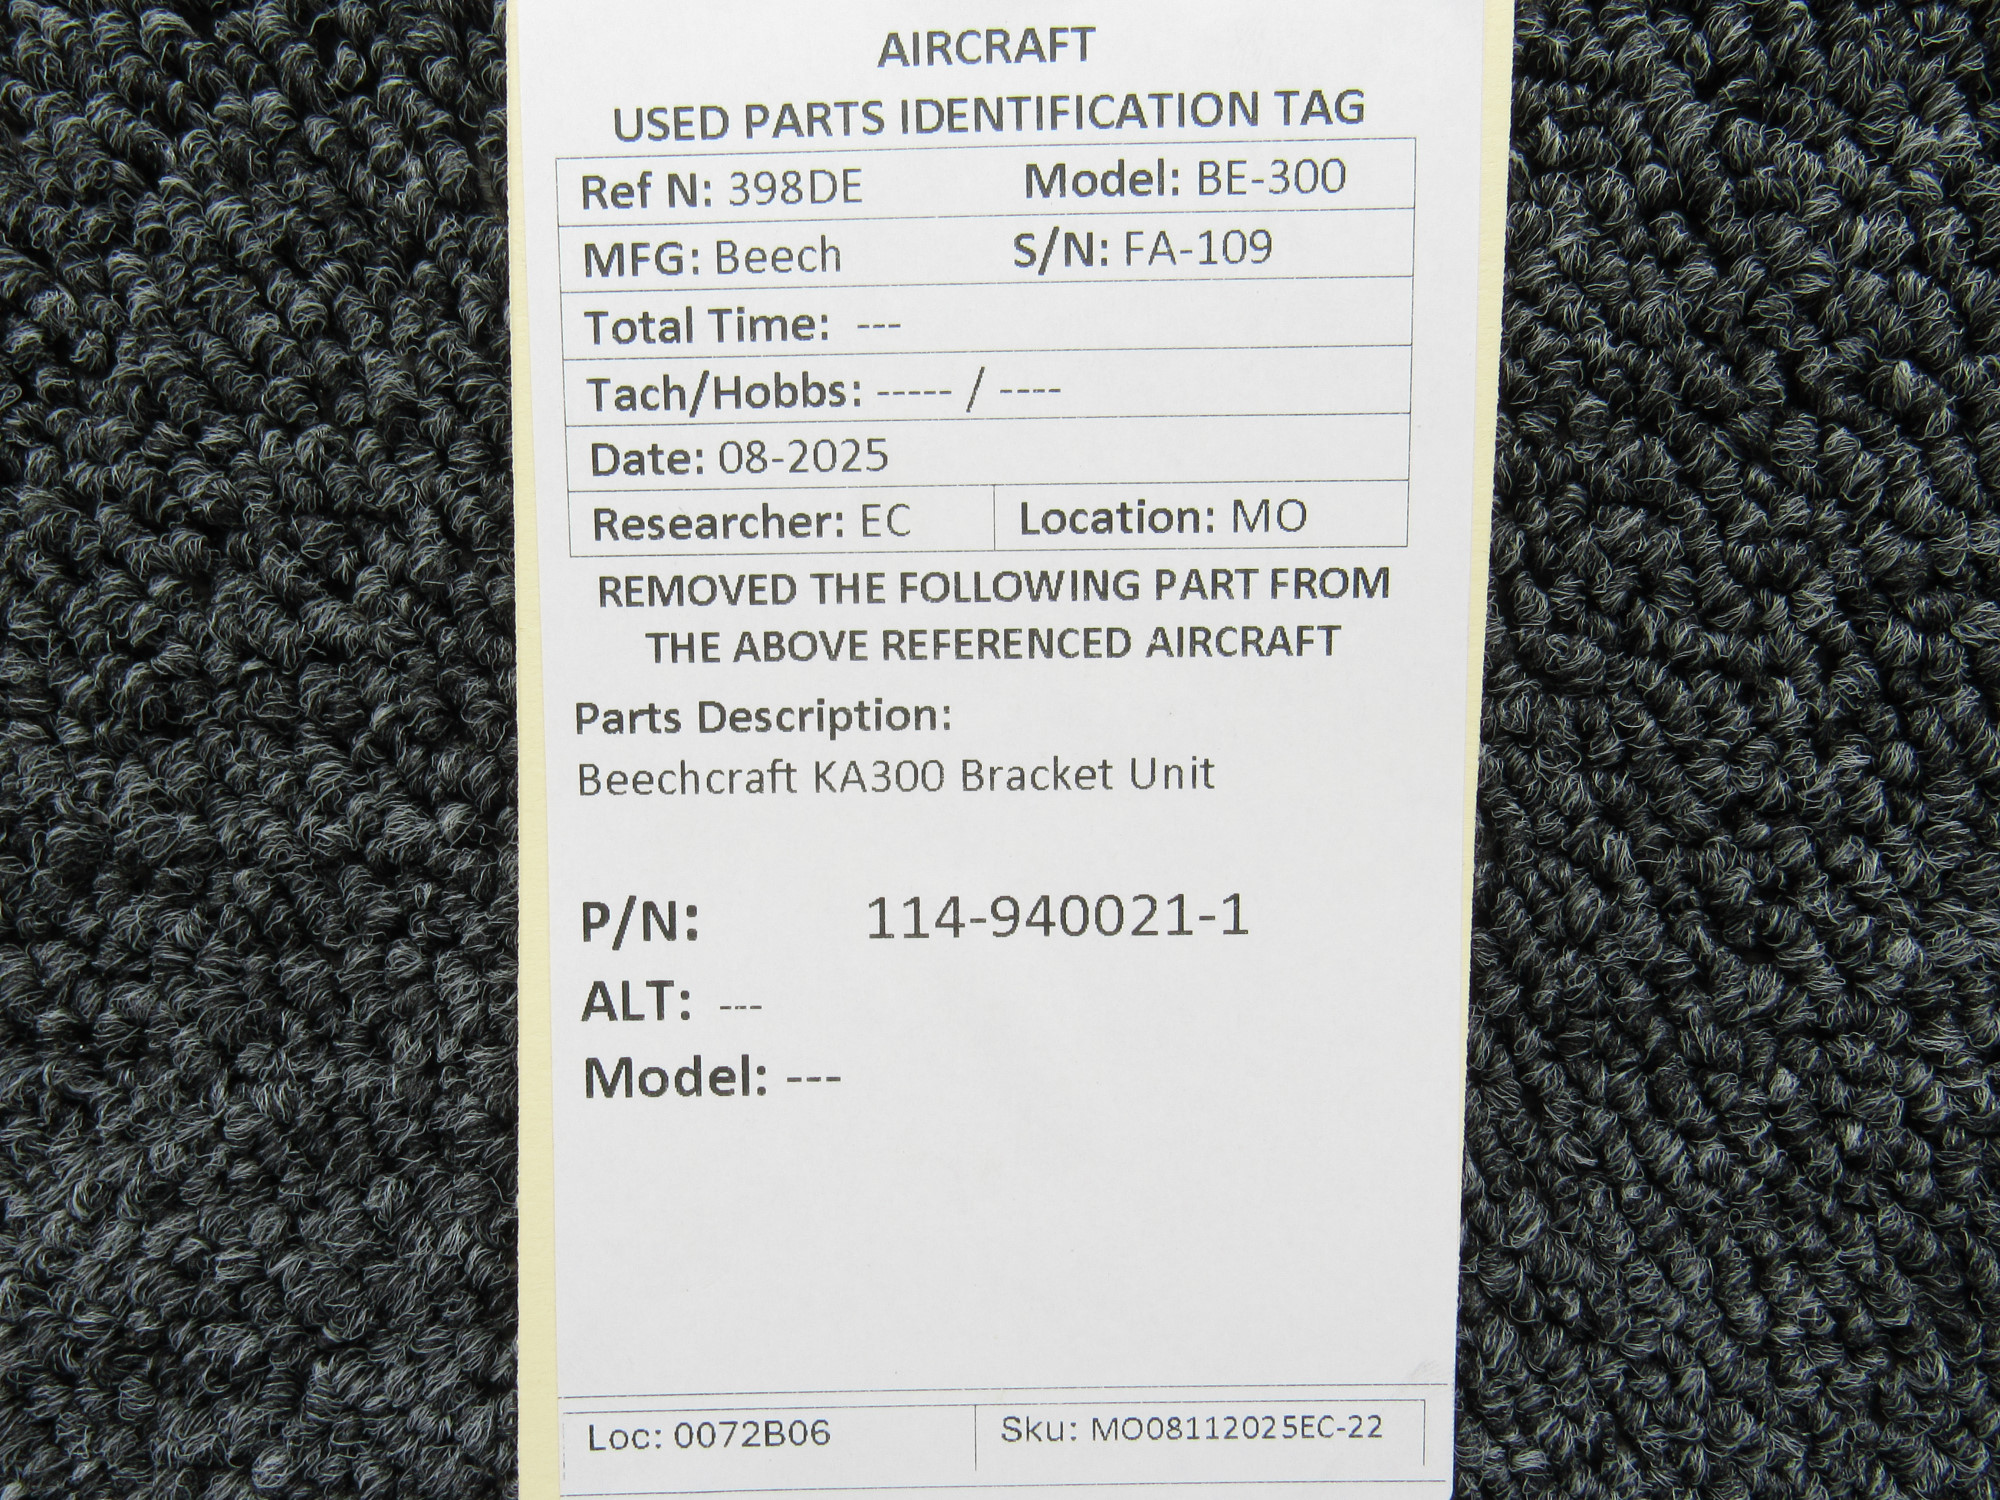 AIRCRAFT
USED PARTS IDENTIFICATION TAG
Ref N: 398DE Model: BE-300
MFG: Beech S/N: FA-109
Total Time: ---
Tach/Hobbs: ----- / ----
Date: 08-2025
Researcher: EC Location: MO
REMOVED THE FOLLOWING PART FROM
THE ABOVE REFERENCED AIRCRAFT
Parts Description:
Beechcraft KA300 Bracket Unit
P/N: 114-940021-1
ALT: ---
Model: ---
Loc: 0072B06 Sku: MO08112025EC-22